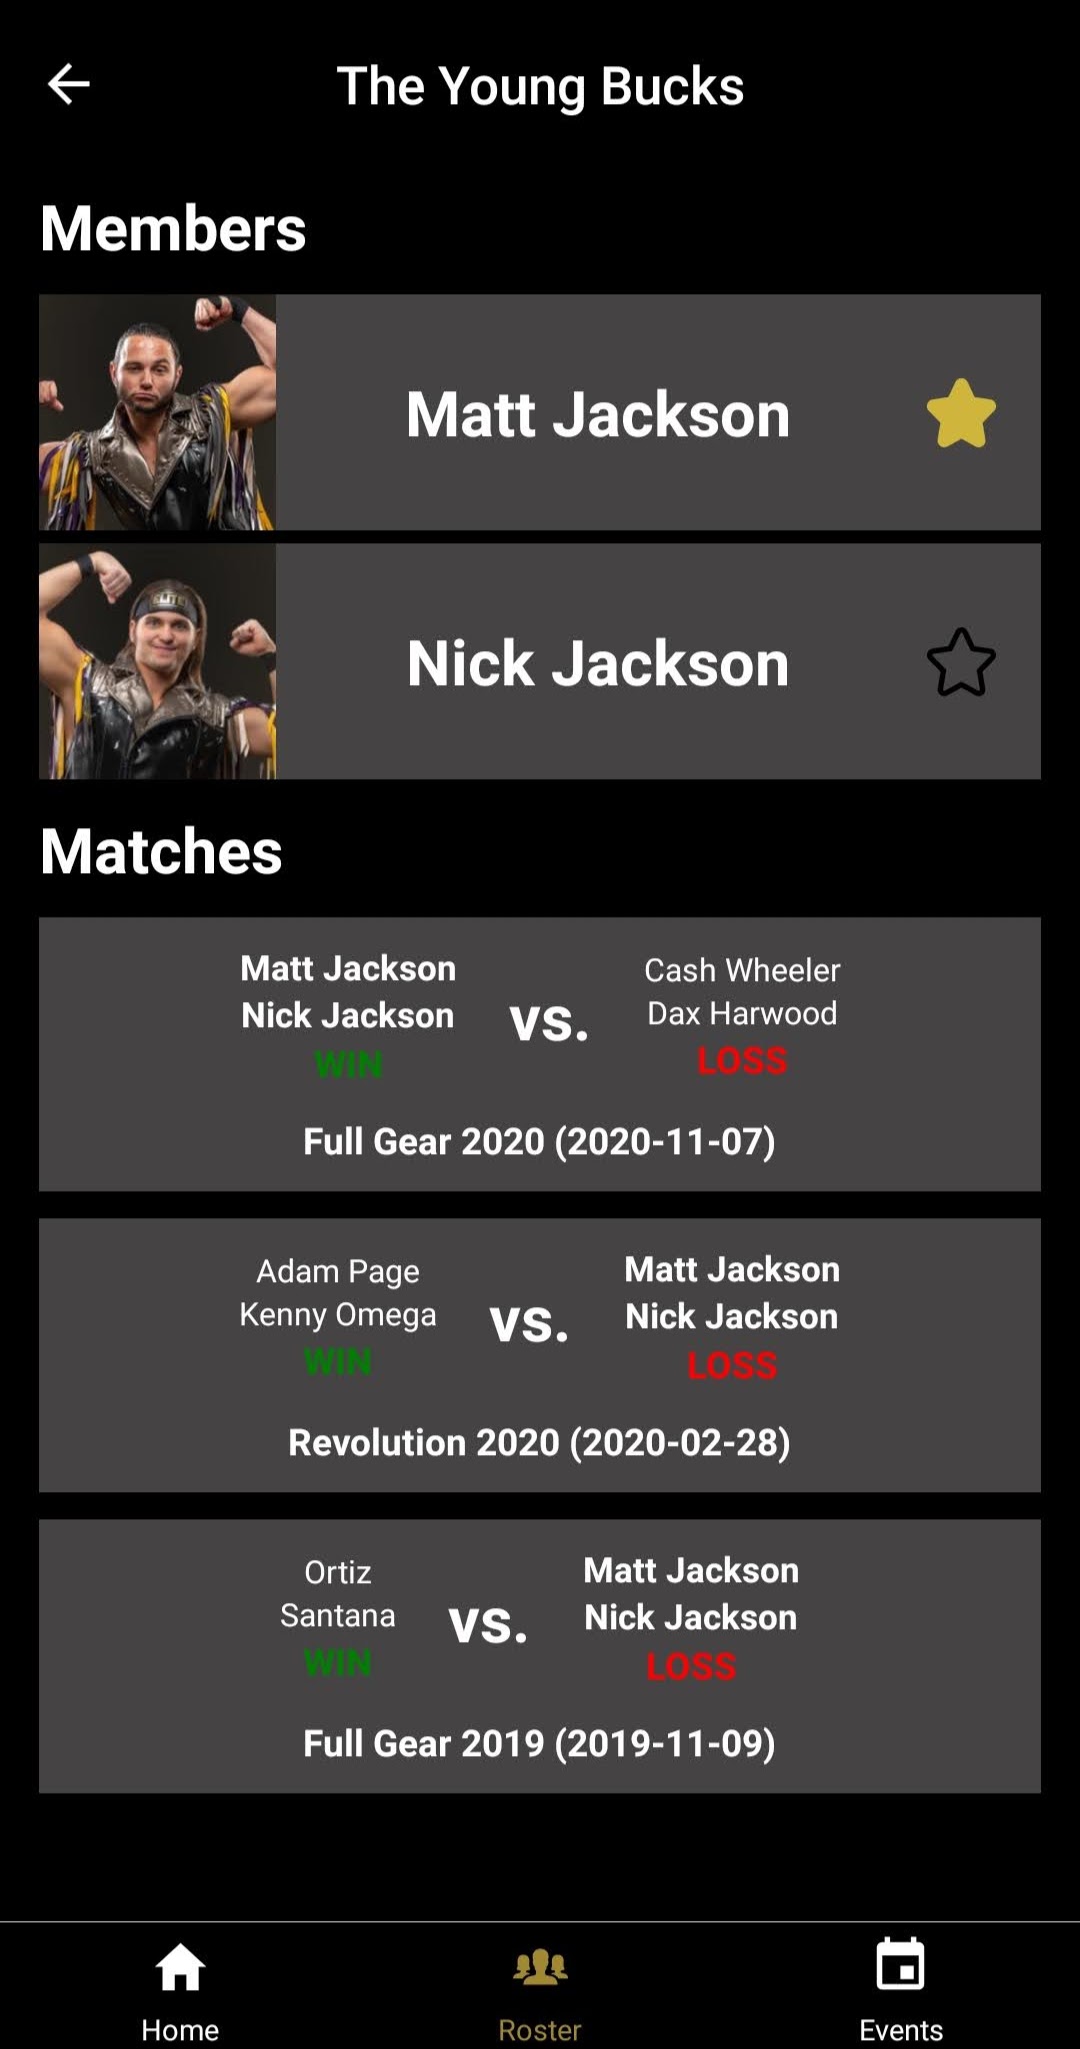 The Young Bucks
Members
Matt Jackson
ELITE
Nick Jackson
Matches
Matt Jackson
Nick Jackson
WIN
vs.
Cash Wheeler
Dax Harwood
LOSS
Full Gear 2020 (2020-11-07)
Adam Page
Kenny Omega
WIN
vs.
Matt Jackson
Nick Jackson
LOSS
Revolution 2020 (2020-02-28)
Ortiz
Santana
WIN
vs.
Matt Jackson
Nick Jackson
LOSS
Full Gear 2019 (2019-11-09)
Home
Roster
Events